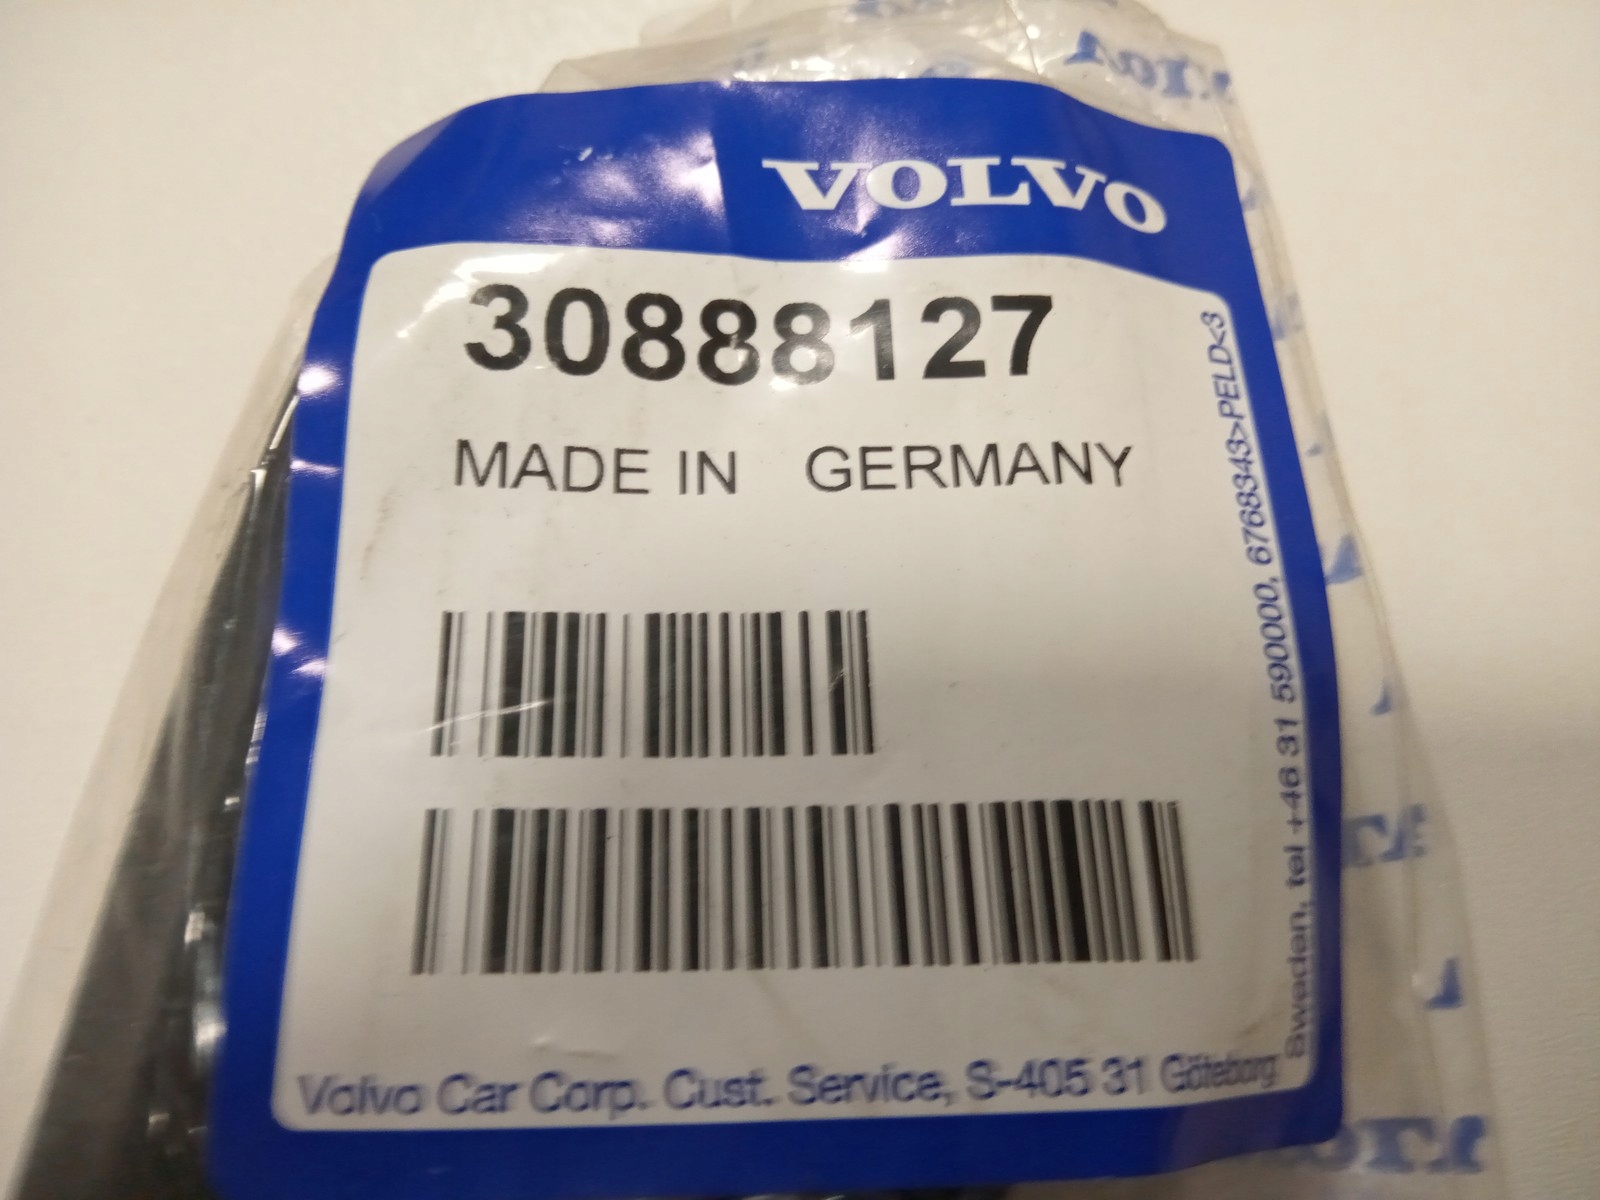 VOLVO
30888127
MADE IN GERMANY
Volvo Car Corp. Cust. Service, S-405 31 Göteborg
Sweden, tel +46 31 590000, 6768343>PELD<3